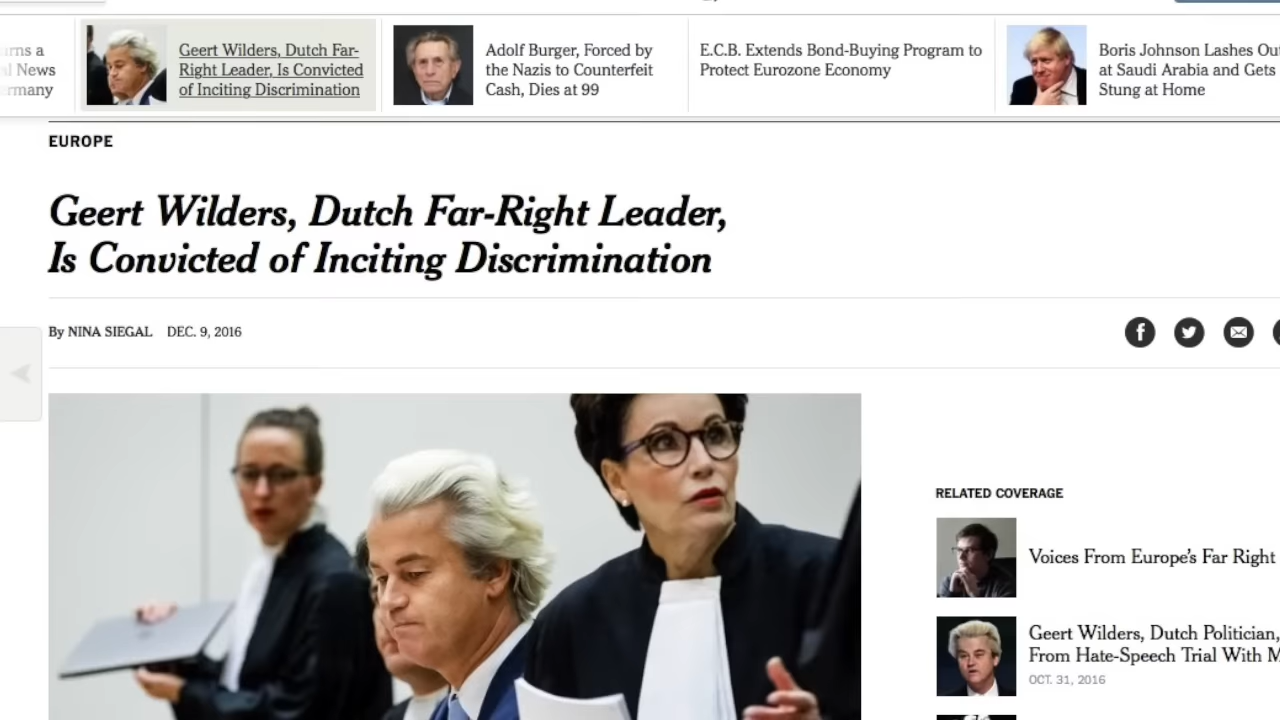 rns a
l News
rmany
Geert Wilders, Dutch Far-
Right Leader, Is Convicted
of Inciting Discrimination
Adolf Burger, Forced by
the Nazis to Counterfeit
Cash, Dies at 99
E.C.B. Extends Bond-Buying Program to
Protect Eurozone Economy
Boris Johnson Lashes Ou
at Saudi Arabia and Gets
Stung at Home
EUROPE
Geert Wilders, Dutch Far-Right Leader,
Is Convicted of Inciting Discrimination
By NINA SIEGAL DEC. 9, 2016
RELATED COVERAGE
Voices From Europe's Far Right
Geert Wilders, Dutch Politician,
From Hate-Speech Trial With M
OCT. 31, 2016